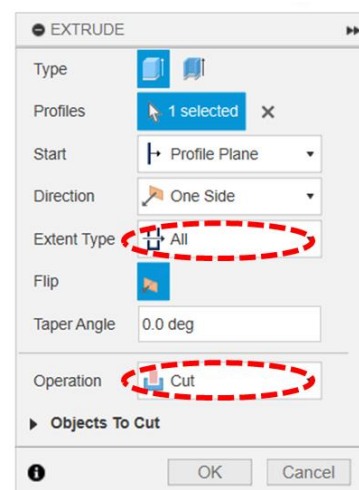 EXTRUDE
Type
Profiles 1 selected
Start Profile Plane
Direction One Side
Extent Type All
Flip
Taper Angle 0.0 deg
Operation Cut
Objects To Cut
OK Cancel